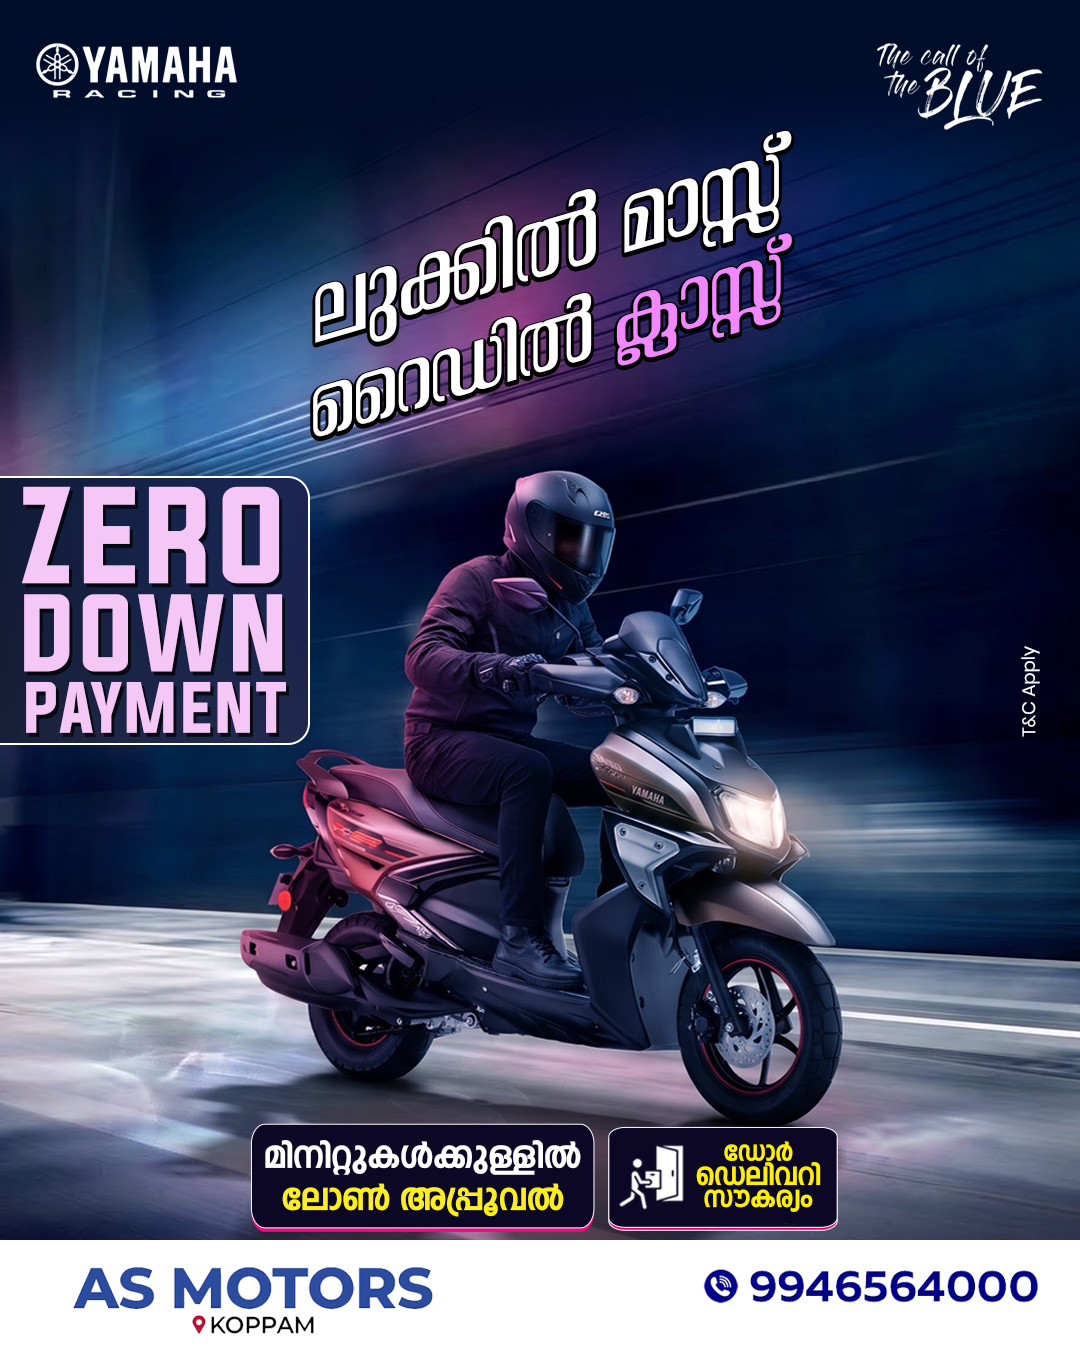 YAMAHA
RACING
The call of
the BLUE
ലുക്കിൽ മാസ്സ്
റൈഡിൽ ക്ലാസ്സ്
ZERO
DOWN
PAYMENT
T&C Apply
YAMAHA
മിനിറ്റുകൾക്കുള്ളിൽ
ലോൺ അപ്പ്രൂവൽ
ഡോർ
ഡെലിവറി
സൗകര്യം
AS MOTORS
KOPPAM
9946564000